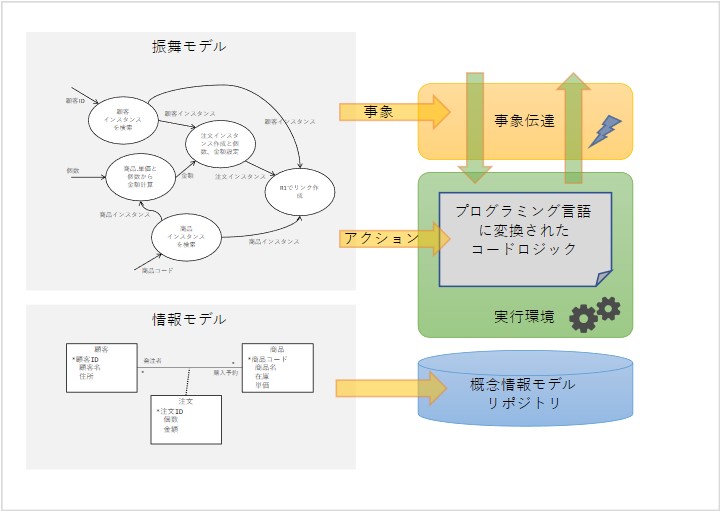 振舞モデル
顧客ID
顧客
インスタンス
を検索
顧客インスタンス
顧客インスタンス
注文インスタ
ンス作成と個
数、金額設定
個数
商品.単価と
個数から
金額計算
金額
注文インスタンス
R1でリンク作
成
商品インスタンス
商品
インスタンス
を検索
商品インスタンス
商品コード
情報モデル
顧客
*顧客ID
顧客名
住所
発注者
*
*
購入予約
商品
*商品コード
商品名
在庫
単価
注文
*注文ID
個数
金額
事象
事象伝達
アクション
プログラミング言語
に変換された
コードロジック
実行環境
概念情報モデル
リポジトリ